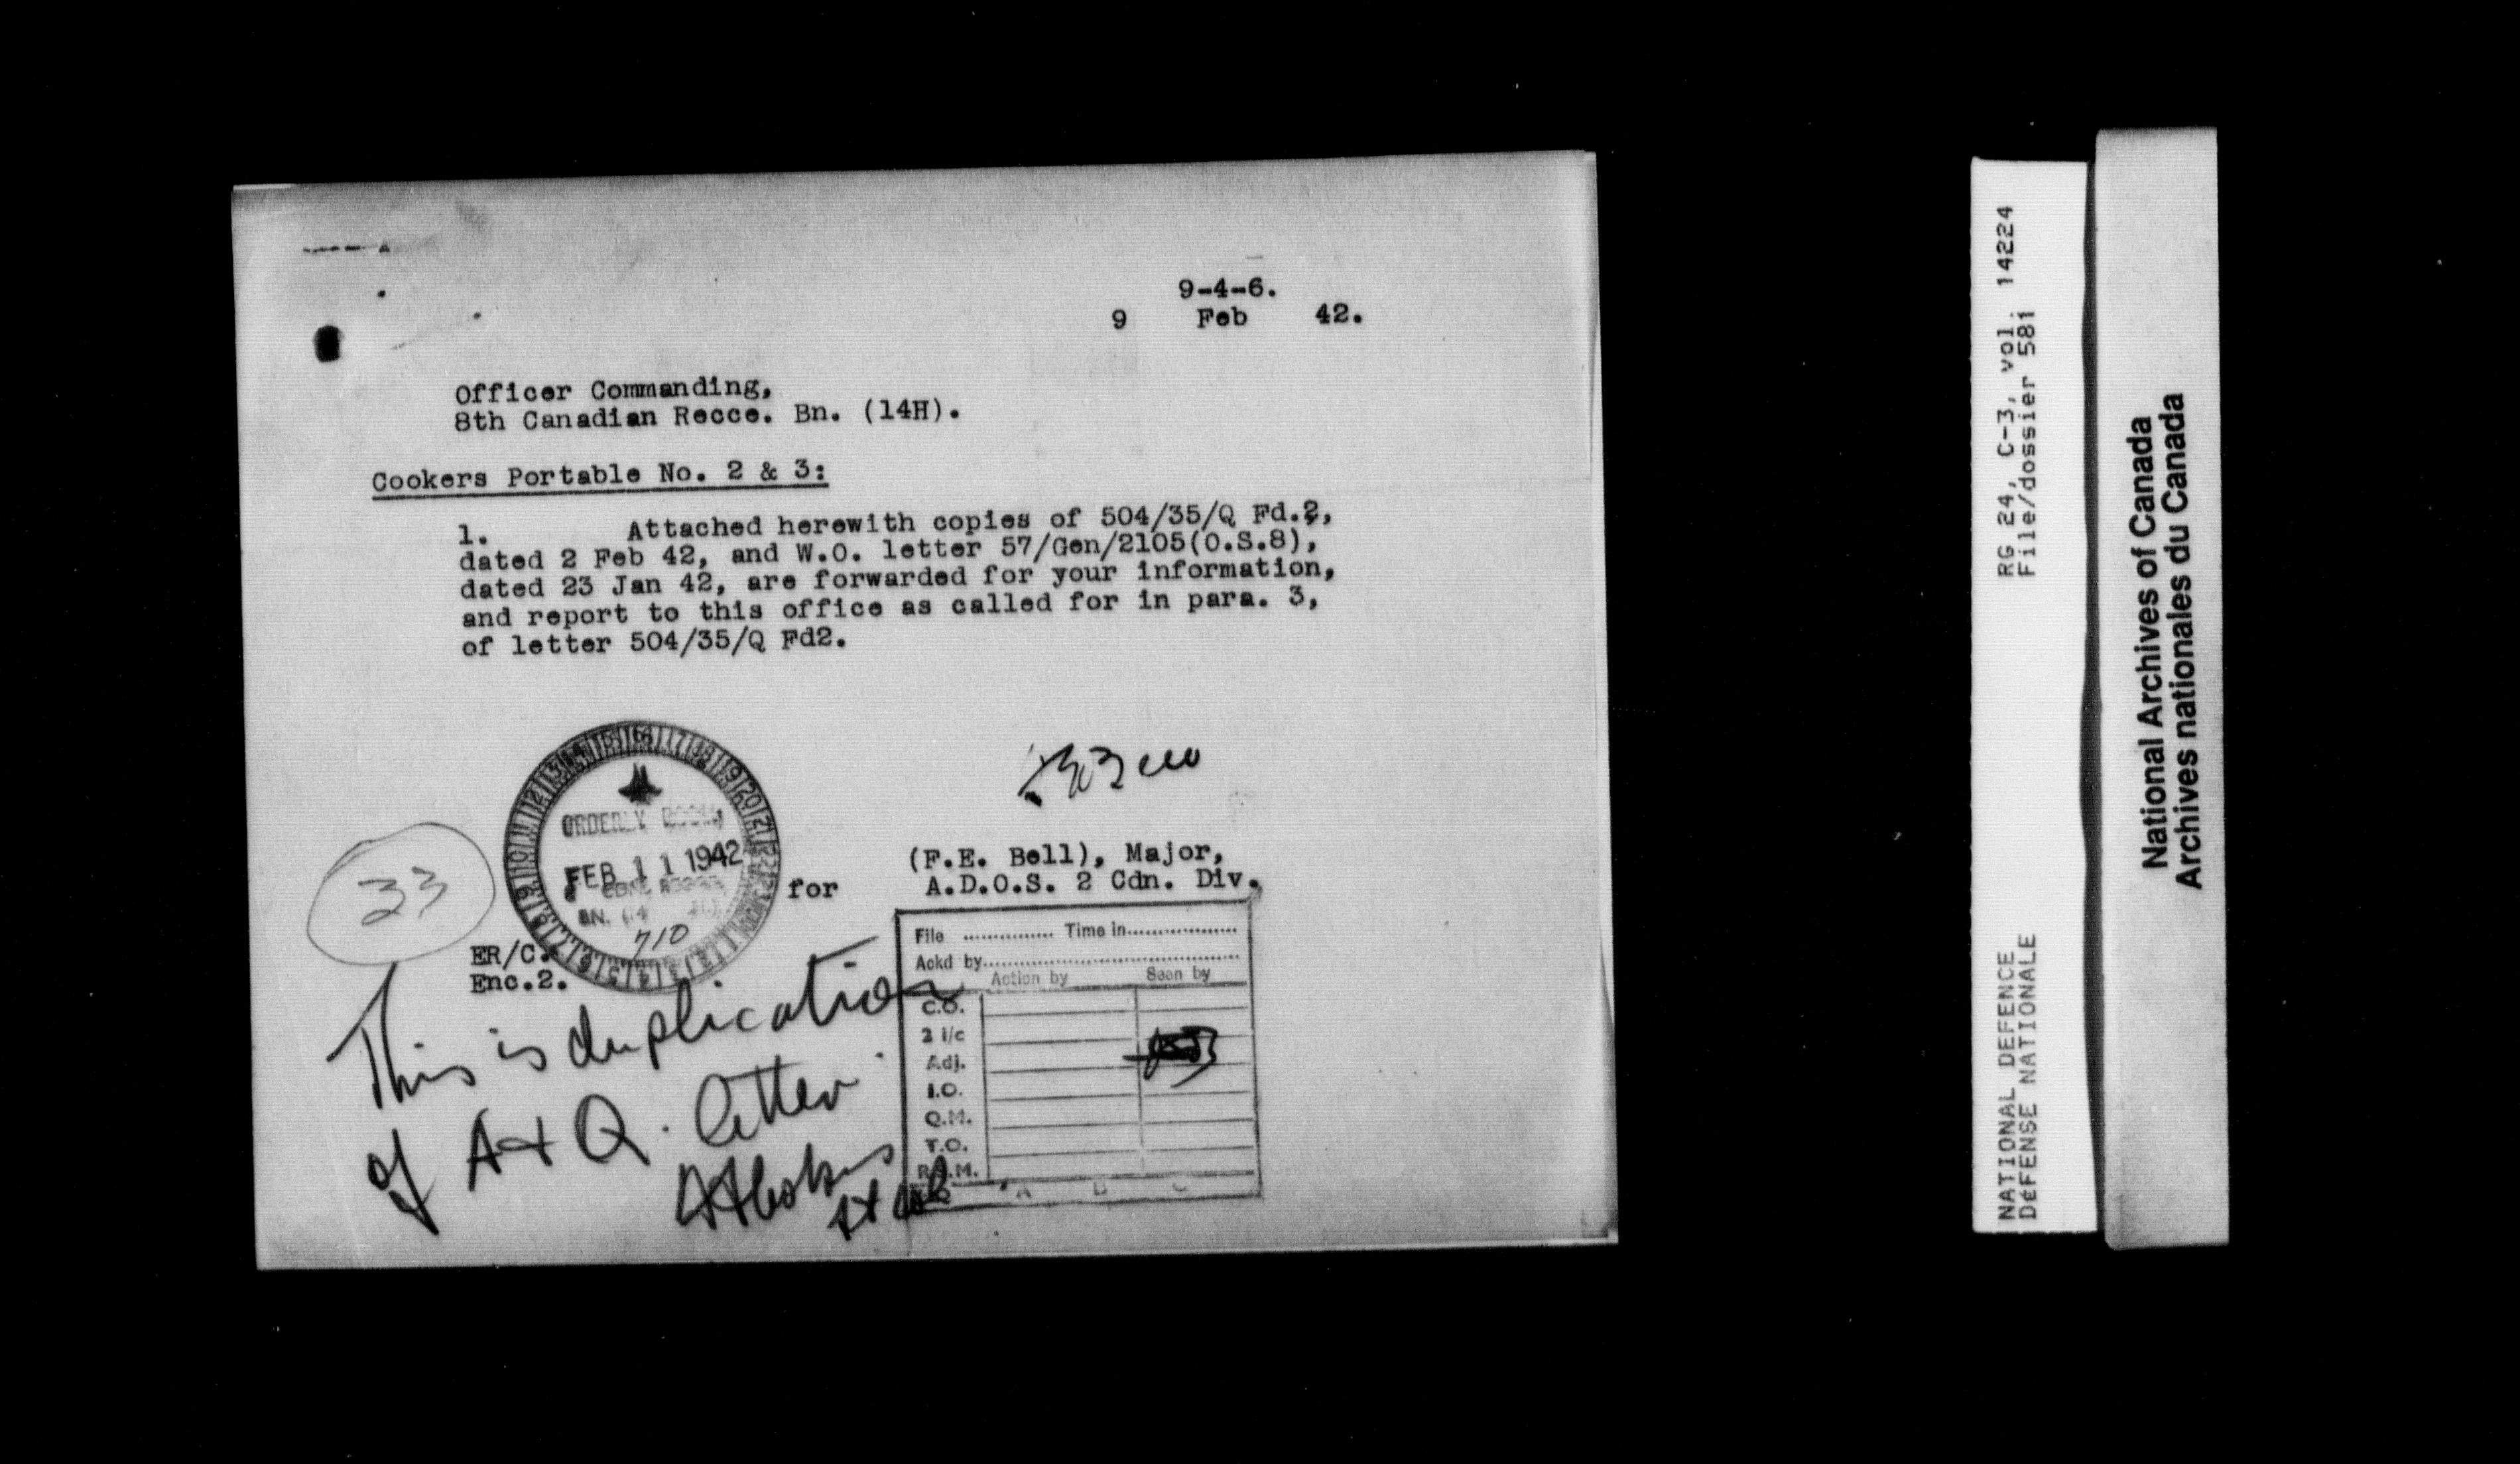 9-4-6.
9 Feb 42.
Officer Commanding,
8th Canadian Recce. Bn. (14H).
Cookers Portable No. 2 & 3:
1. Attached herewith copies of 504/35/Q Fd.2,
dated 2 Feb 42, and W.O. letter 57/Gen/2105(O.S.8),
dated 23 Jan 42, are forwarded for your information,
and report to this office as called for in para. 3,
of letter 504/35/Q Fd2.
ORDERLY ROOM
FEB 11 1942
BN. (14
710
33
for
(F.E. Bell), Major,
A.D.O.S. 2 Cdn. Div.
ER/C.
Enc.2.
File .............. Time in..................
Ackd by..........................................
Action by Seen by
C.O.
2 i/c
Adj.
I.O.
Q.M.
T.O.
R.S.M.
A B C
This is duplication
of A & Q. letter
RG 24, C-3, vol. 14224
File/dossier 581
NATIONAL DEFENCE
DéFENSE NATIONALE
National Archives of Canada
Archives nationales du Canada